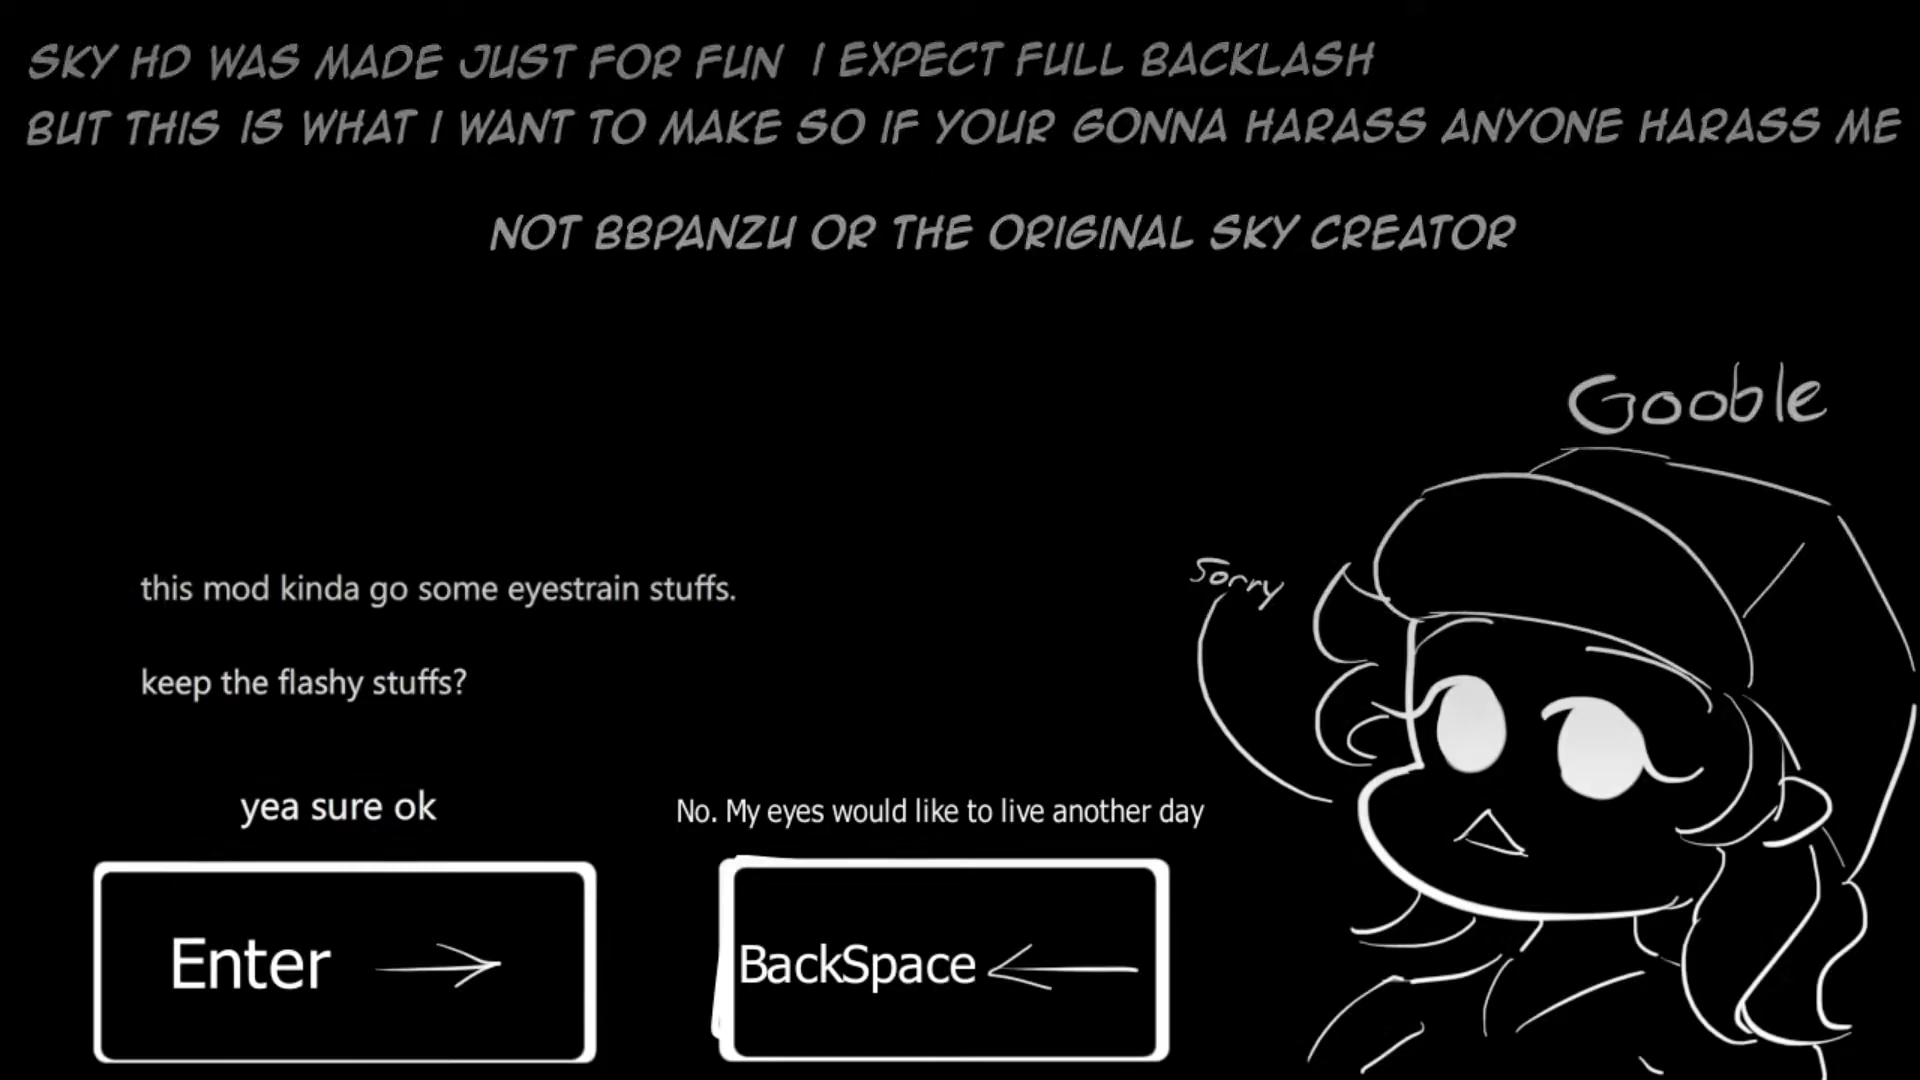 SKY HD WAS MADE JUST FOR FUN I EXPECT FULL BACKLASH
BUT THIS IS WHAT I WANT TO MAKE SO IF YOUR GONNA HARASS ANYONE HARASS ME
NOT BBPANZU OR THE ORIGINAL SKY CREATOR
Gooble
Sorry
this mod kinda go some eyestrain stuffs.
keep the flashy stuffs?
yea sure ok
No. My eyes would like to live another day
Enter
BackSpace